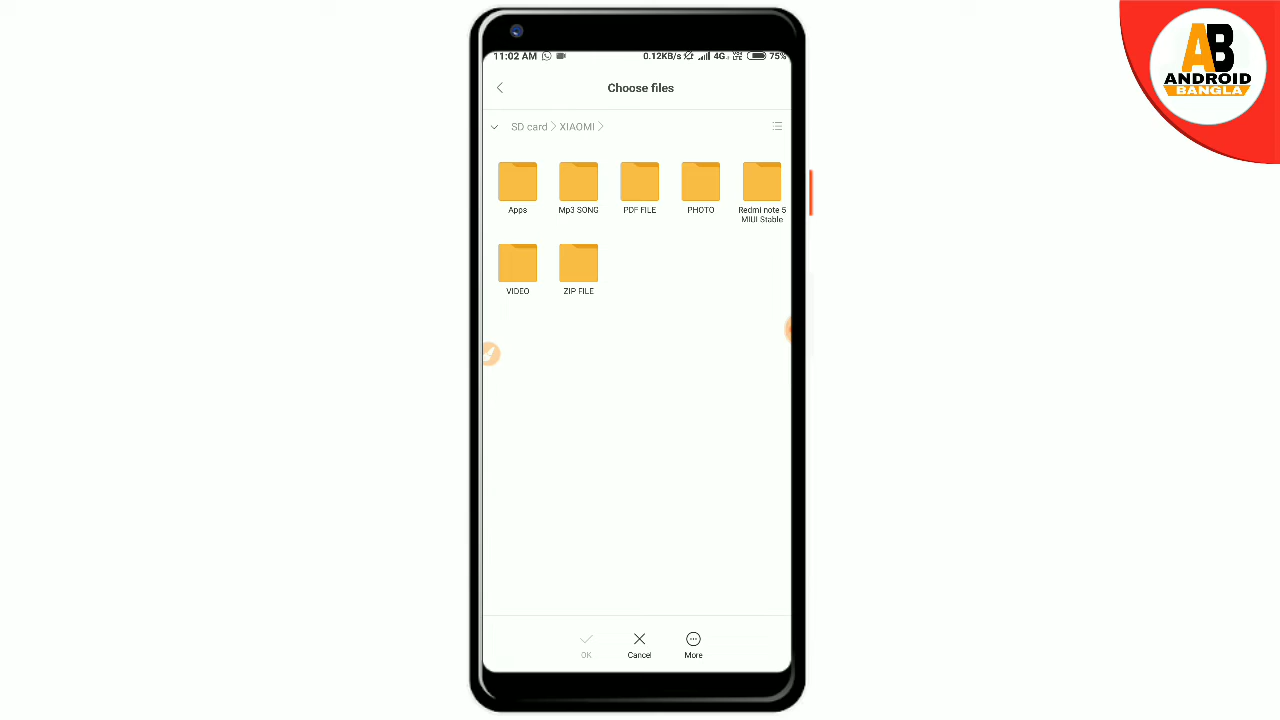 11:02 AM
0.12KB/s 4G 75%
Choose files
SD card XIAOMI
Apps
Mp3 SONG
PDF FILE
PHOTO
Redmi note 5
MIUI Stable
VIDEO
ZIP FILE
OK
Cancel
More
AB
ANDROID
BANGLA